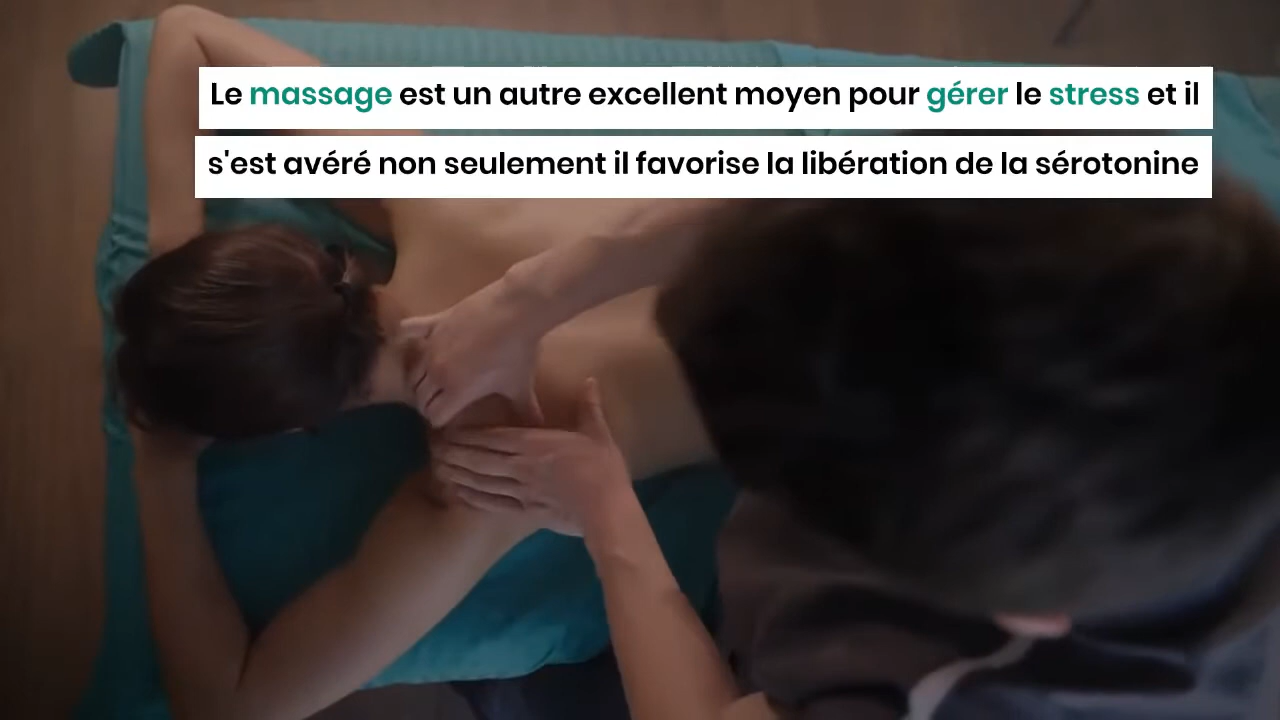 Le massage est un autre excellent moyen pour gérer le stress et il
s'est avéré non seulement il favorise la libération de la sérotonine